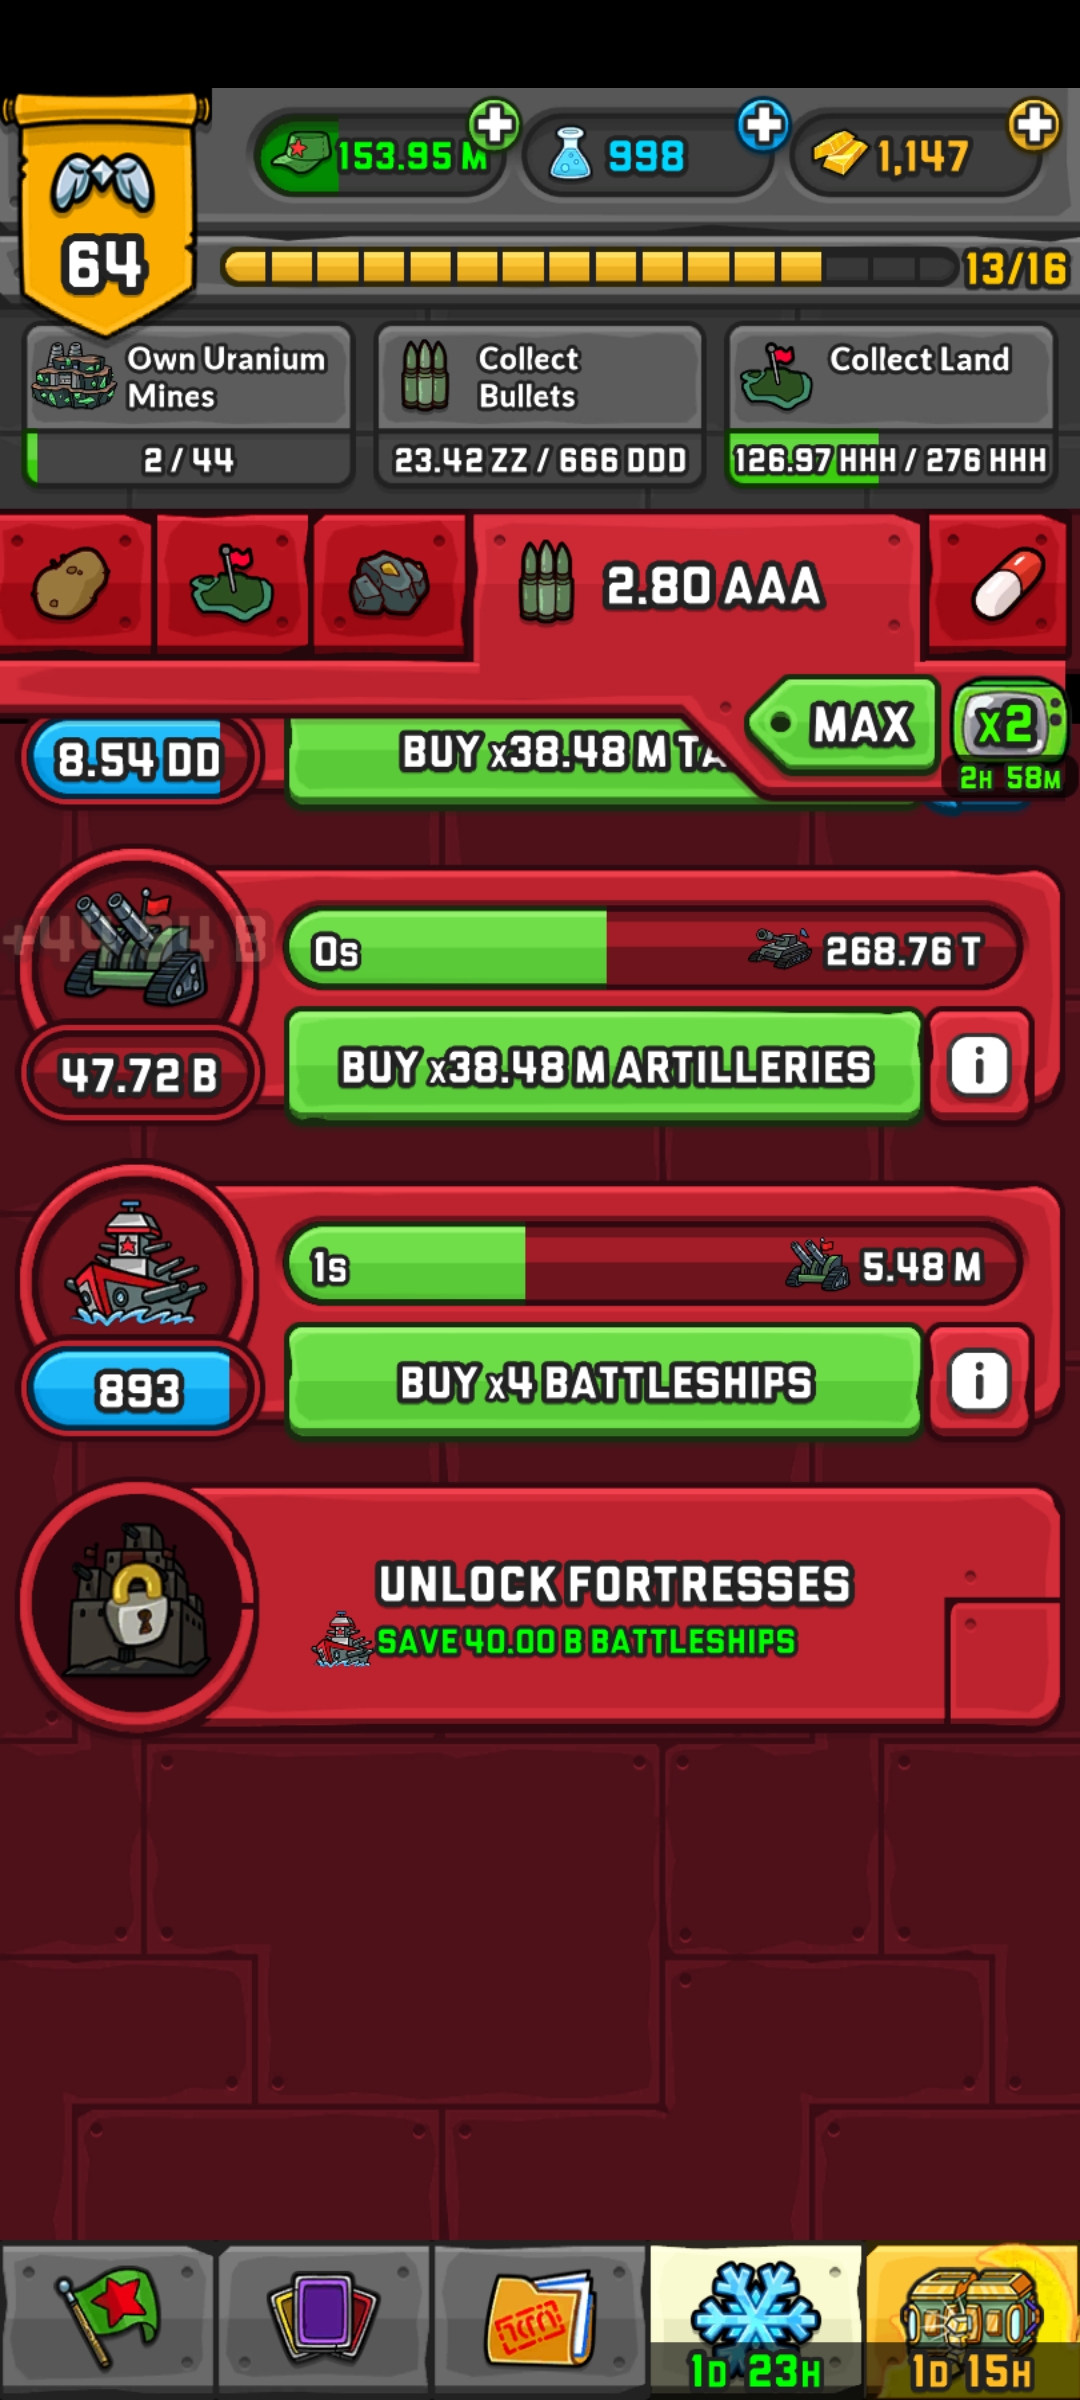 153.95 M
998
1,147
64
13/16
Own Uranium
Mines
2 / 44
Collect
Bullets
23.42 ZZ / 666 DDD
Collect Land
126.97 HHH / 276 HHH
2.80 AAA
MAX
x2
2H 58M
8.54 DD
BUY x38.48 M TA
0s
268.76 T
47.72 B
BUY x38.48 M ARTILLERIES
i
1s
5.48 M
893
BUY x4 BATTLESHIPS
i
UNLOCK FORTRESSES
SAVE 40.00 B BATTLESHIPS
1D 23H
1D 15H